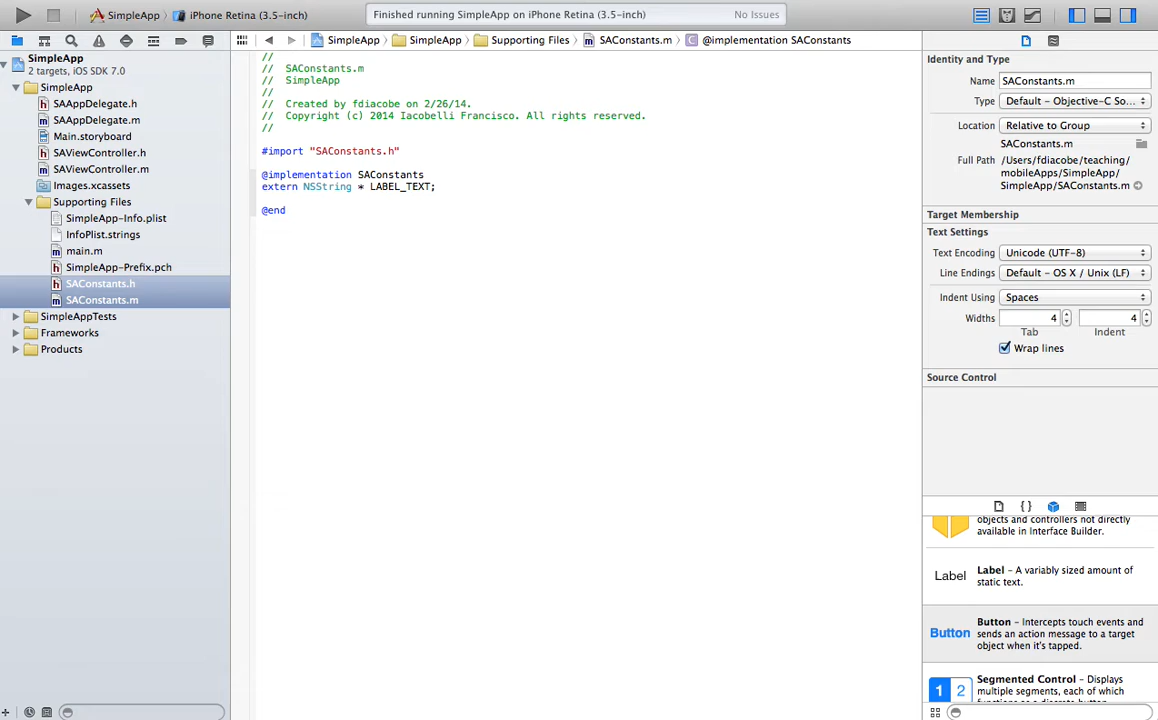 SimpleApp
iPhone Retina (3.5-inch)
Finished running SimpleApp on iPhone Retina (3.5-inch)
No Issues
SimpleApp
SimpleApp
Supporting Files
SAConstants.m
@implementation SAConstants
SimpleApp
2 targets, iOS SDK 7.0
SimpleApp
SAAppDelegate.h
SAAppDelegate.m
Main.storyboard
SAViewController.h
SAViewController.m
Images.xcassets
Supporting Files
SimpleApp-Info.plist
InfoPlist.strings
main.m
SimpleApp-Prefix.pch
SAConstants.h
SAConstants.m
SimpleAppTests
Frameworks
Products
//
//  SAConstants.m
//  SimpleApp
//
//  Created by fdiacobe on 2/26/14.
//  Copyright (c) 2014 Iacobelli Francisco. All rights reserved.
//
#import "SAConstants.h"
@implementation SAConstants
extern NSString * LABEL_TEXT;
@end
Identity and Type
Name SAConstants.m
Type Default - Objective-C So...
Location Relative to Group
SAConstants.m
Full Path /Users/fdiacobe/teaching/
mobileApps/SimpleApp/
SimpleApp/SAConstants.m
Target Membership
Text Settings
Text Encoding Unicode (UTF-8)
Line Endings Default - OS X / Unix (LF)
Indent Using Spaces
Widths 4 4
Tab Indent
Wrap lines
Source Control
{ }
objects and controllers not directly
available in Interface Builder.
Label Label - A variably sized amount of
static text.
Button Button - Intercepts touch events and
sends an action message to a target
object when it's tapped.
1 2 Segmented Control - Displays
multiple segments, each of which